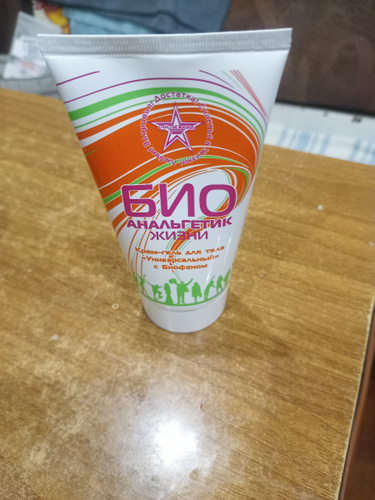 БИО
АНАЛЬГЕТИК
ЖИЗНИ
Крем-гель для тела
«Универсальный»
с Биофеном